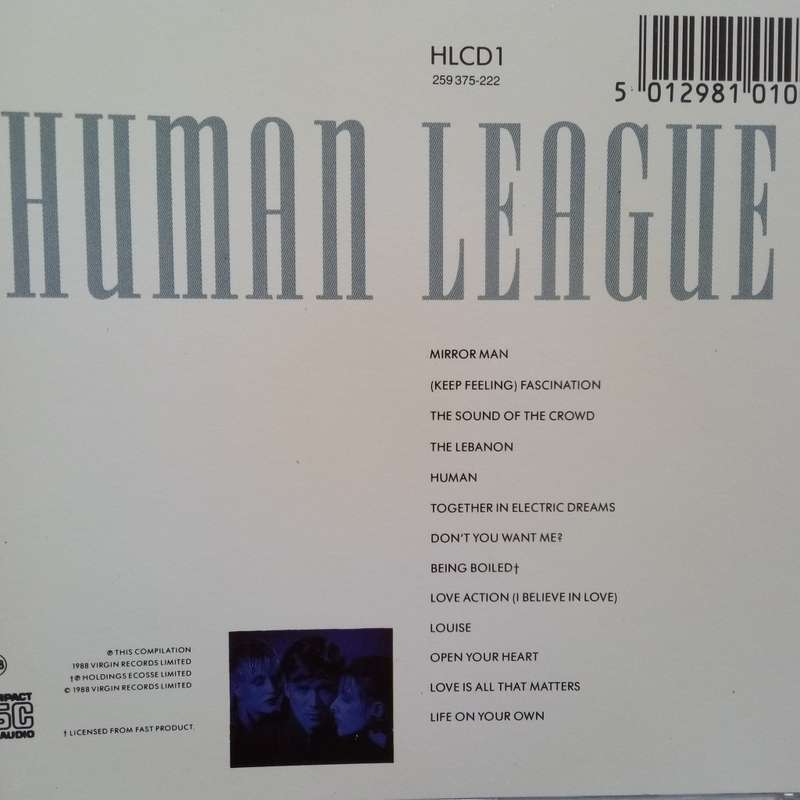 HLCD1
259 375-222
5 012981 010
HUMAN LEAGUE
MIRROR MAN
(KEEP FEELING) FASCINATION
THE SOUND OF THE CROWD
THE LEBANON
HUMAN
TOGETHER IN ELECTRIC DREAMS
DON'T YOU WANT ME?
BEING BOILED†
LOVE ACTION (I BELIEVE IN LOVE)
LOUISE
OPEN YOUR HEART
LOVE IS ALL THAT MATTERS
LIFE ON YOUR OWN
℗ THIS COMPILATION
1988 VIRGIN RECORDS LIMITED
†℗ HOLDINGS ECOSSE LIMITED
© 1988 VIRGIN RECORDS LIMITED
† LICENSED FROM FAST PRODUCT.
AUDIO